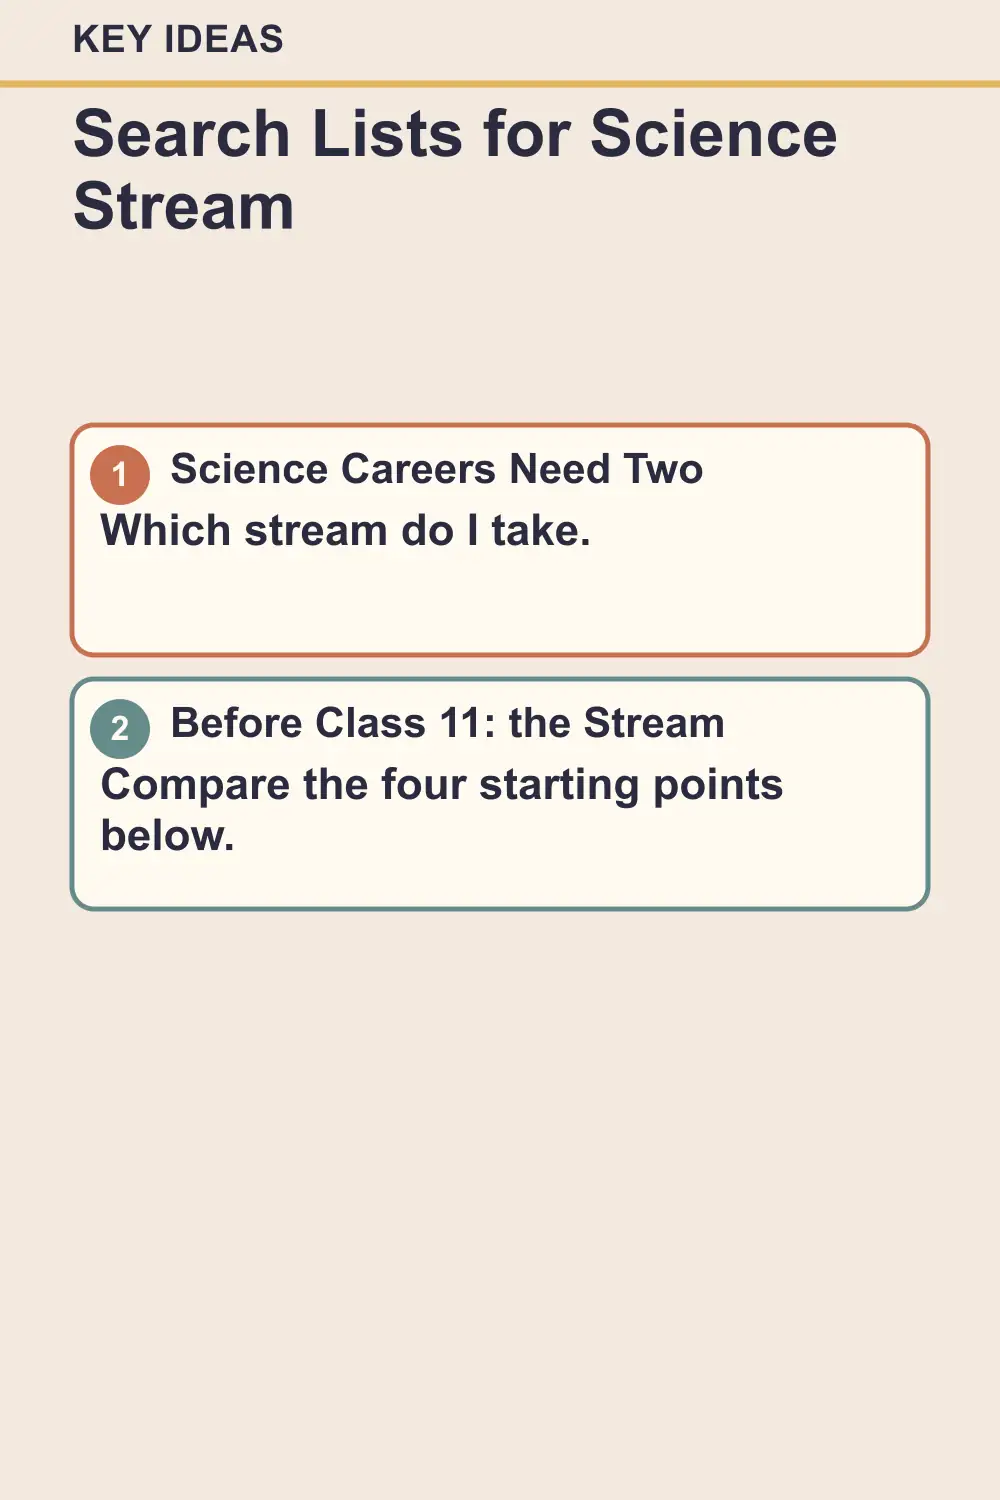 KEY IDEAS
Search Lists for Science
Stream
1 Science Careers Need Two
Which stream do I take.
2 Before Class 11: the Stream
Compare the four starting points
below.